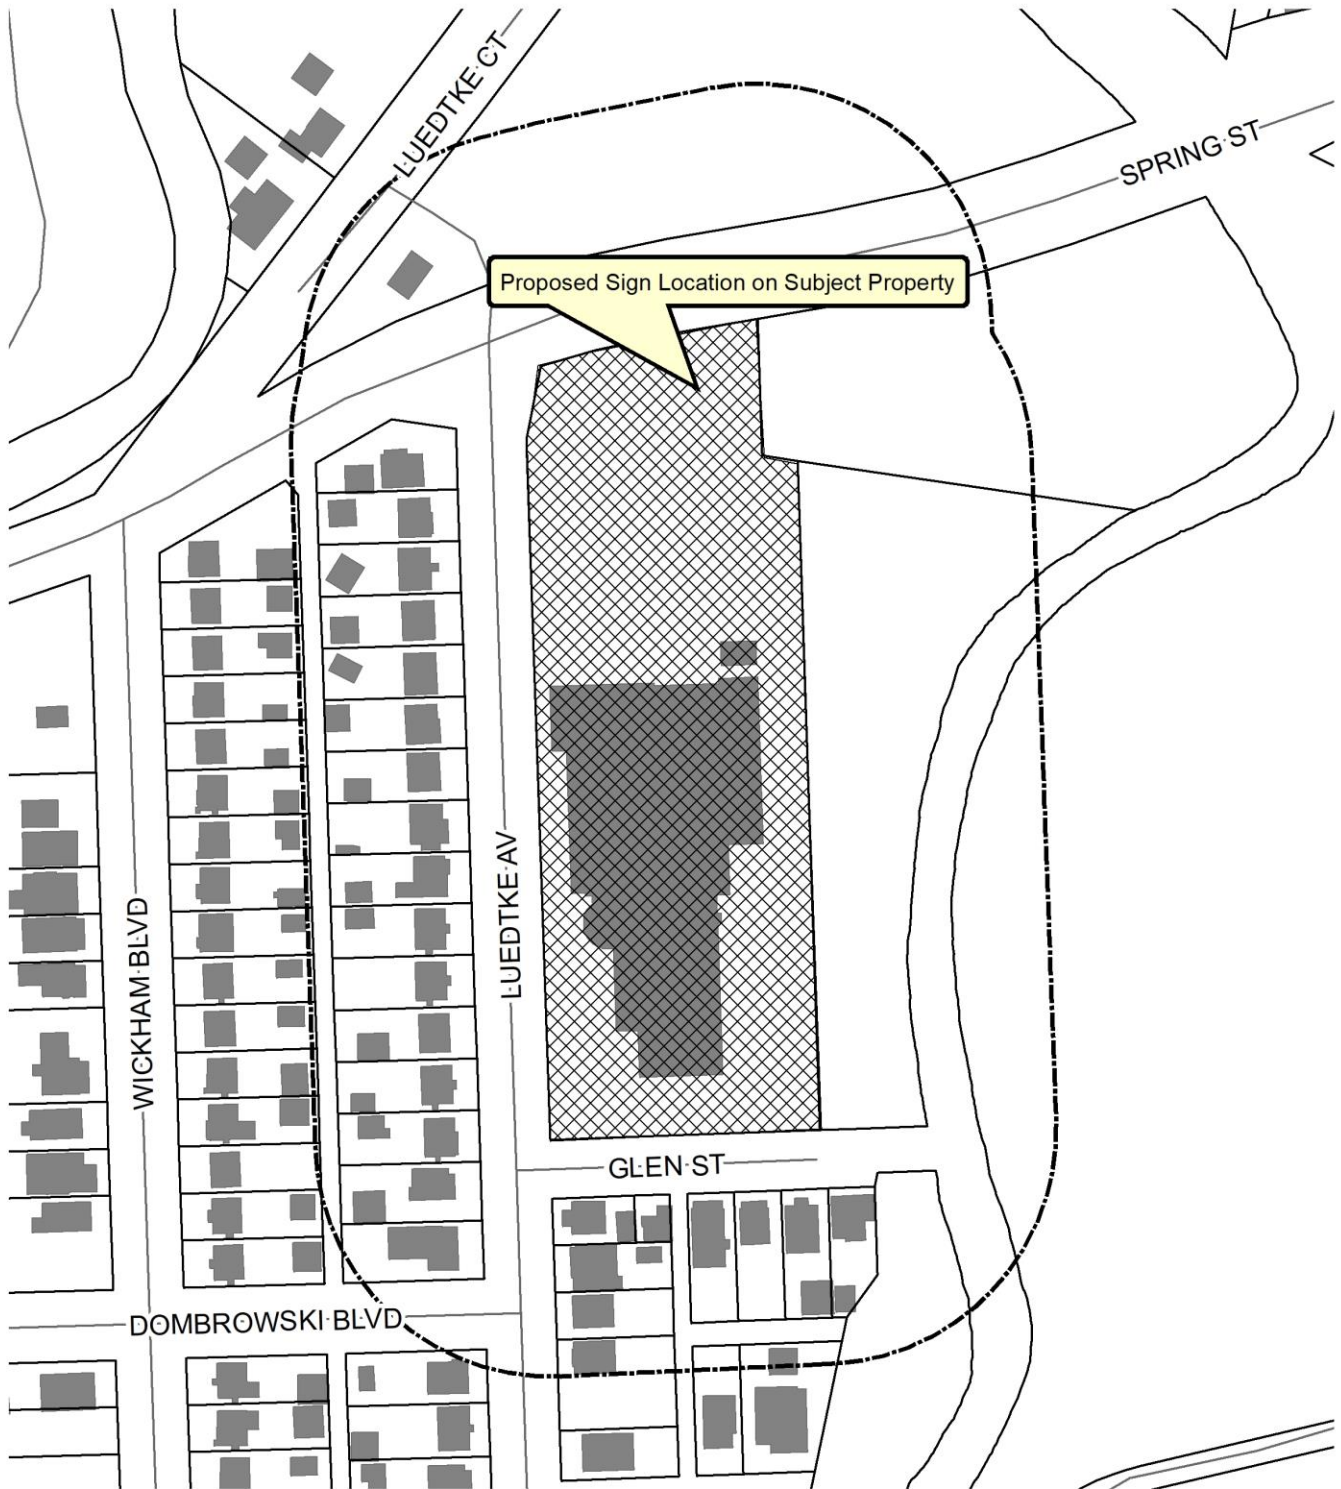 LUEDTKE CT
SPRING ST
Proposed Sign Location on Subject Property
LUEDTKE AV
WICKHAM BLVD
GLEN ST
DOMBROWSKI BLVD